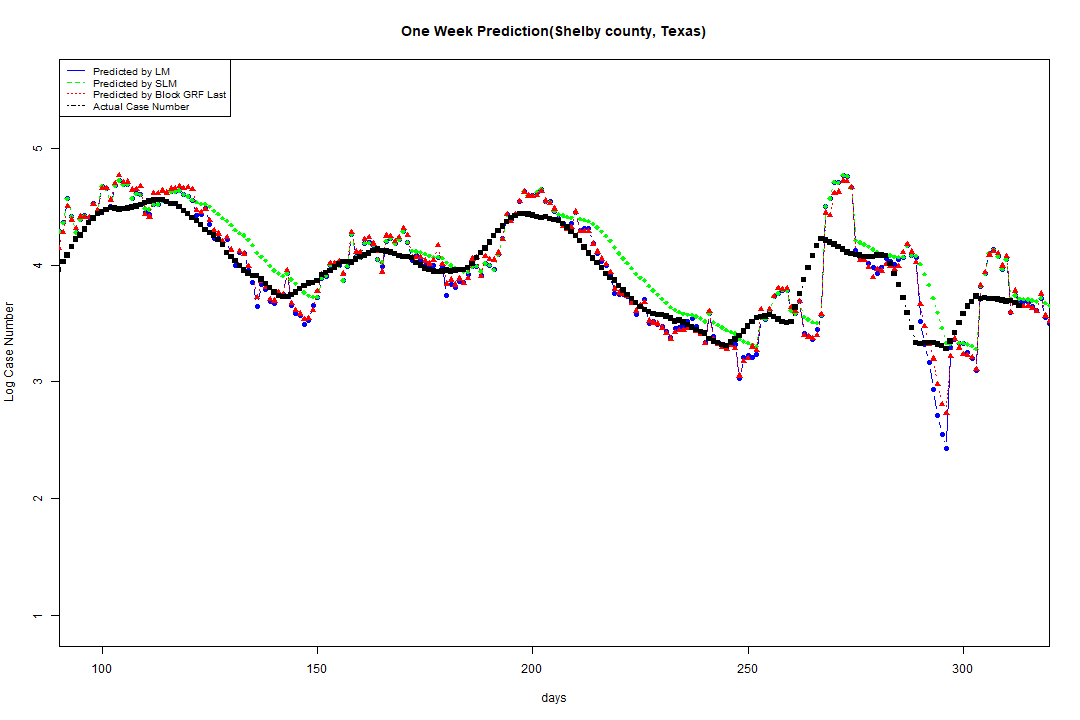 One Week Prediction(Shelby county, Texas)
Predicted by LM
Predicted by SLM
Predicted by Block GRF Last
Actual Case Number
5
4
3
2
1
Log Case Number
100 150 200 250 300
days